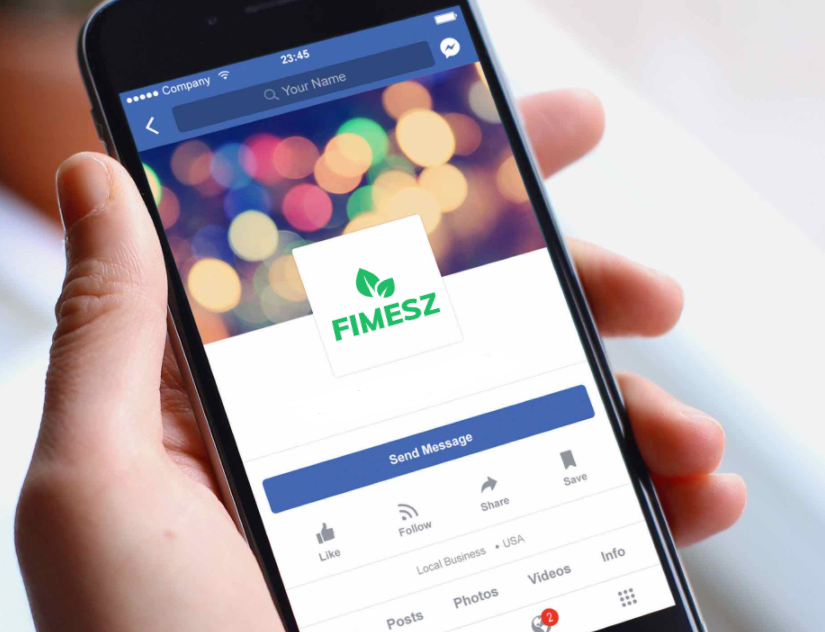 Company 23:45
Your Name
FIMESZ
Send Message
Like Follow Share Save
Local Business • USA
Posts Photos Videos Info
2